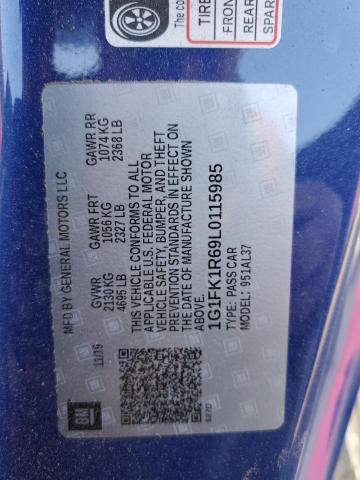 MFD BY GENERAL MOTORS LLC
11/19
GVWR GAWR FRT GAWR RR
2130 KG 1056 KG 1074 KG
4695 LB 2327 LB 2368 LB
THIS VEHICLE CONFORMS TO ALL
APPLICABLE U.S. FEDERAL MOTOR
VEHICLE SAFETY, BUMPER, AND THEFT
PREVENTION STANDARDS IN EFFECT ON
THE DATE OF MANUFACTURE SHOWN
ABOVE.
1G1FK1R69L0115985
TYPE: PASS CAR
MODEL: 951AL37
GM
The co
TIRE
FRON
REAR
SPAR